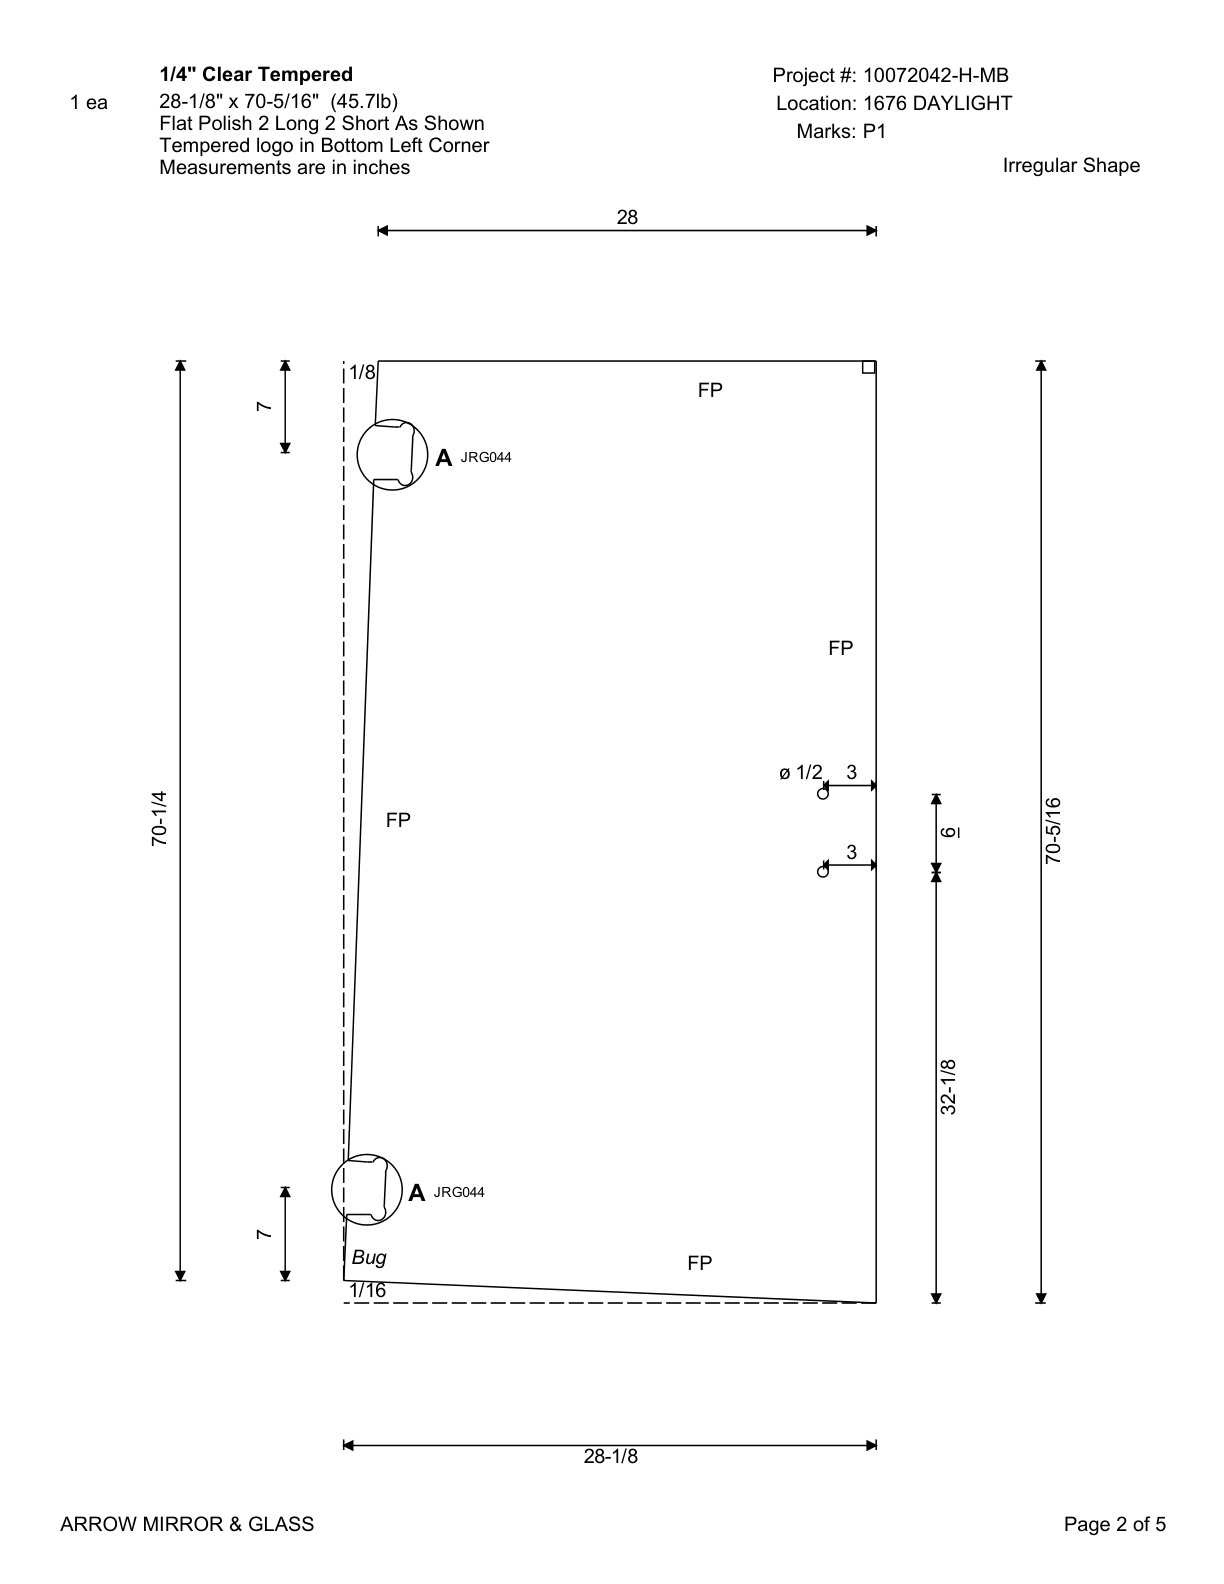 1/4" Clear Tempered
1 ea
28-1/8" x 70-5/16"  (45.7lb)
Flat Polish 2 Long 2 Short As Shown
Tempered logo in Bottom Left Corner
Measurements are in inches
Project #: 10072042-H-MB
Location: 1676 DAYLIGHT
Marks: P1
Irregular Shape
28
1/8
FP
7
A JRG044
FP
ø 1/2
3
70-1/4
FP
6
70-5/16
3
32-1/8
A JRG044
7
Bug
FP
1/16
28-1/8
ARROW MIRROR & GLASS
Page 2 of 5